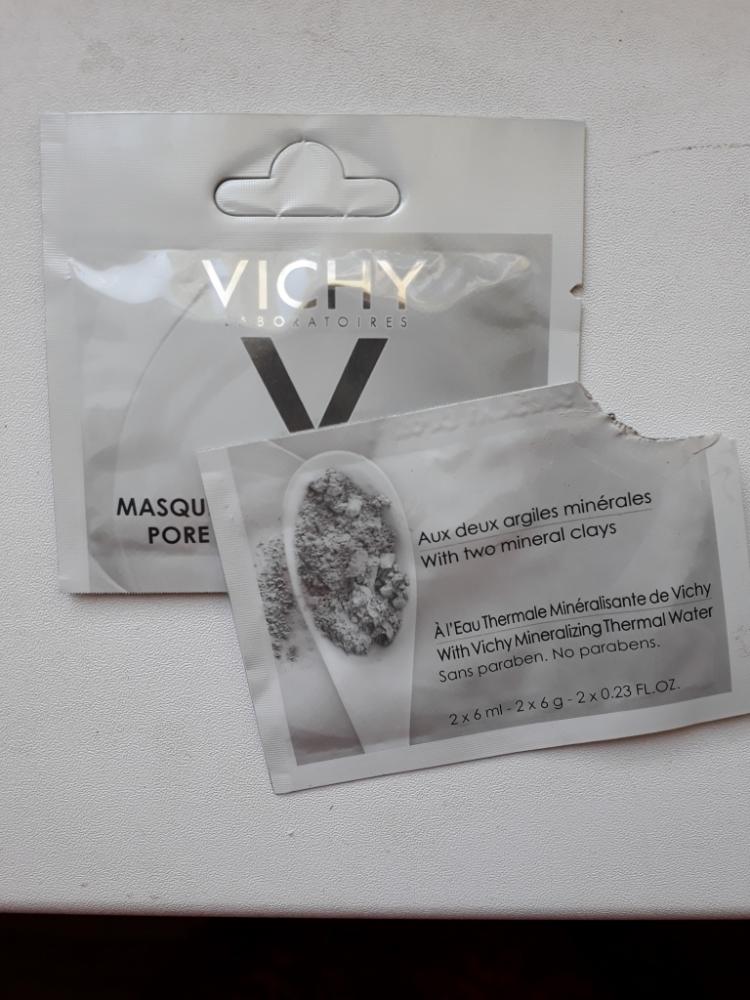 VICHY
LABORATOIRES
MASQU
PORE
Aux deux argiles minérales
With two mineral clays
À l'Eau Thermale Minéralisante de Vichy
With Vichy Mineralizing Thermal Water
Sans paraben. No parabens.
2 x 6 ml - 2 x 6 g - 2 x 0.23 FL.OZ.